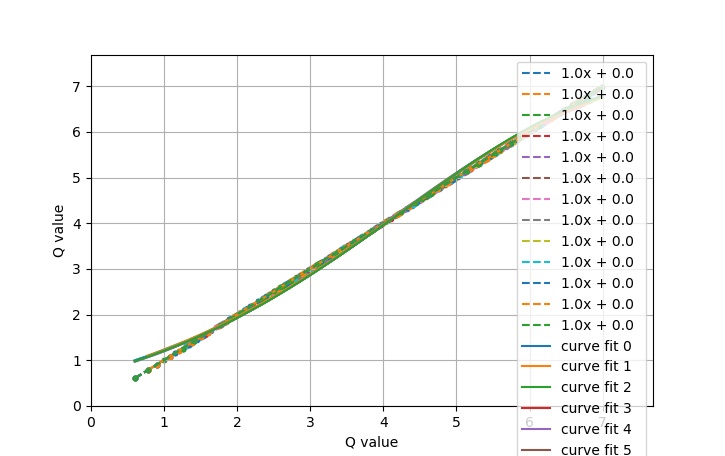 7
6
5
4
3
2
1
0
Q value
0 1 2 3 4 5 6 7
Q value
1.0x + 0.0
1.0x + 0.0
1.0x + 0.0
1.0x + 0.0
1.0x + 0.0
1.0x + 0.0
1.0x + 0.0
1.0x + 0.0
1.0x + 0.0
1.0x + 0.0
1.0x + 0.0
1.0x + 0.0
1.0x + 0.0
curve fit 0
curve fit 1
curve fit 2
curve fit 3
curve fit 4
curve fit 5